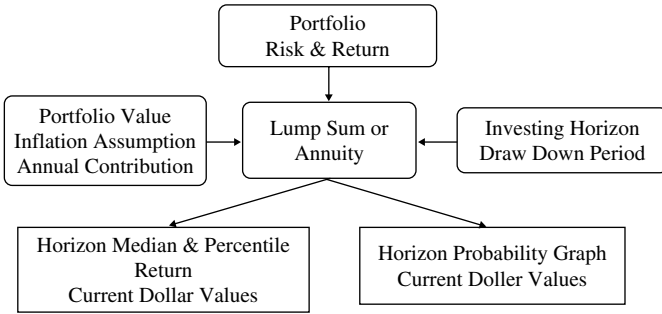 Portfolio
Risk & Return
Portfolio Value
Inflation Assumption
Annual Contribution
Lump Sum or
Annuity
Investing Horizon
Draw Down Period
Horizon Median & Percentile
Return
Current Dollar Values
Horizon Probability Graph
Current Doller Values